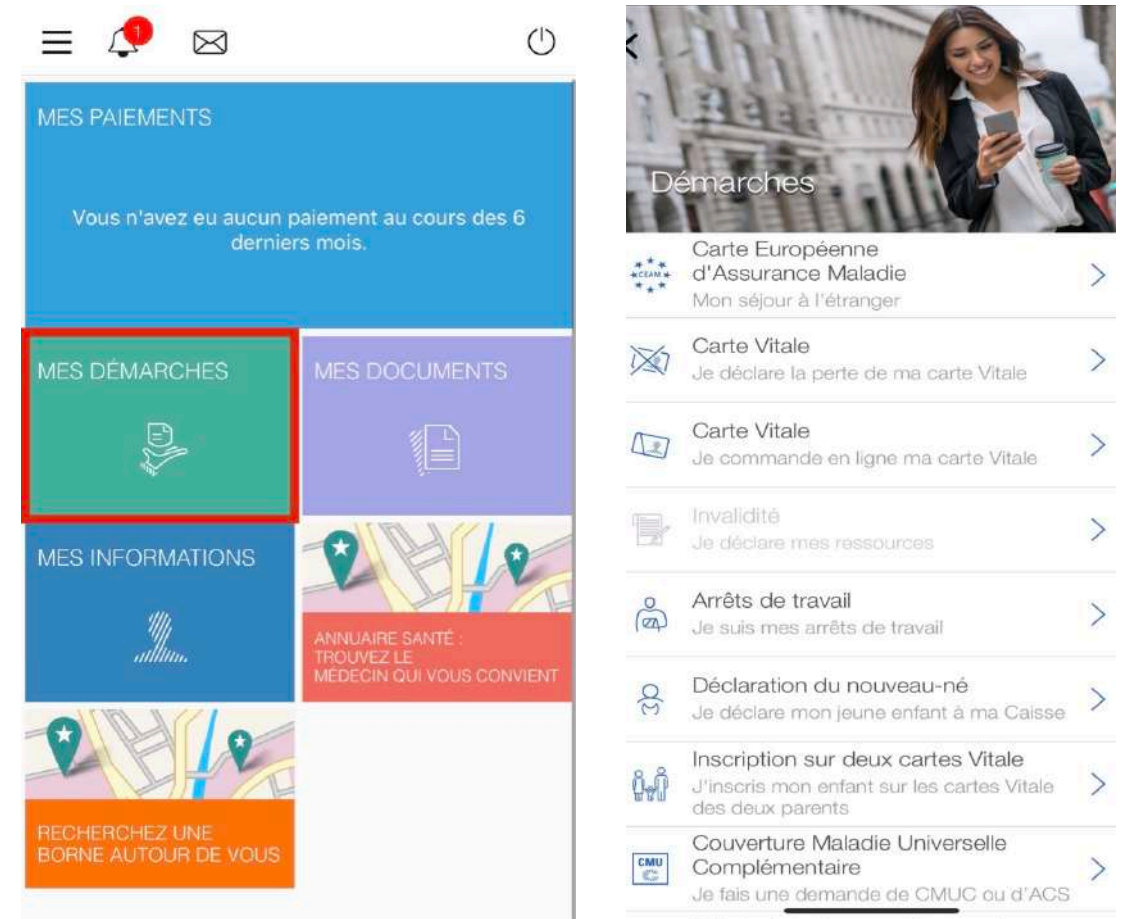 1
MES PAIEMENTS
Vous n'avez eu aucun paiement au cours des 6
derniers mois.
MES DÉMARCHES
MES DOCUMENTS
MES INFORMATIONS
ANNUAIRE SANTÉ :
TROUVEZ LE
MÉDECIN QUI VOUS CONVIENT
RECHERCHEZ UNE
BORNE AUTOUR DE VOUS
Démarches
CEAM
Carte Européenne
d'Assurance Maladie
Mon séjour à l'étranger
Carte Vitale
Je déclare la perte de ma carte Vitale
Carte Vitale
Je commande en ligne ma carte Vitale
Invalidité
Je déclare mes ressources
Arrêts de travail
Je suis mes arrêts de travail
Déclaration du nouveau-né
Je déclare mon jeune enfant à ma Caisse
Inscription sur deux cartes Vitale
J'inscris mon enfant sur les cartes Vitale
des deux parents
CMU
C
Couverture Maladie Universelle
Complémentaire
Je fais une demande de CMUC ou d'ACS